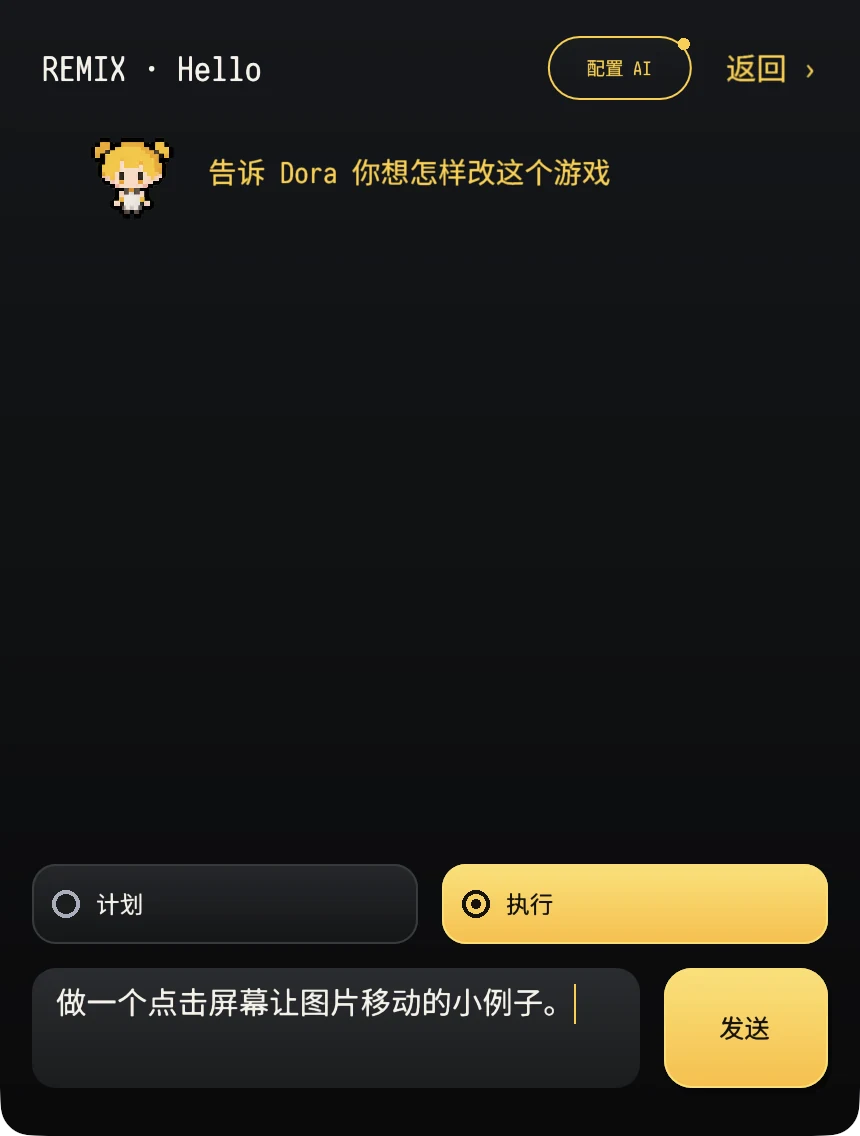 REMIX · Hello
配置 AI
返回 ›
告诉 Dora 你想怎样改这个游戏
计划
执行
做一个点击屏幕让图片移动的小例子。
发送